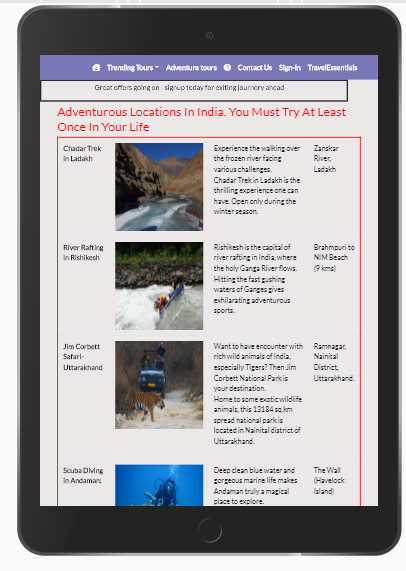 Trending Tours Adventure tours Contact Us Sign-In TravelEssentials
Great offers going on - signup today for exiting journery ahead
Adventurous Locations In India. You Must Try At Least
Once In Your Life
Chadar Trek
in Ladakh
Experience the walking over
the frozen river facing
various challenges.
Chadar Trek in Ladakh is the
thrilling experience one can
have. Open only during the
winter season.
Zanskar
River,
Ladakh
River Rafting
in Rishikesh
Rishikesh is the capital of
river rafting in India, where
the holy Ganga River flows.
Hitting the fast gushing
waters of Ganges gives
exhilarating adventurous
sports.
Brahmpuri to
NIM Beach
(9 kms)
Jim Corbett
Safari-
Uttarakhand
Want to have encounter with
rich wild animals of India,
especially Tigers? Then Jim
Corbett National Park is
your destination.
Home to some exotic wildlife
animals, this 13184 sq.km
spread national park is
located in Nainital district of
Uttarakhand.
Ramnagar,
Nainital
District,
Uttarakhand.
Scuba Diving
in Andaman:
Deep clean blue water and
gorgeous marine life makes
Andaman truly a magical
place to explore.
The Wall
(Havelock
Island)